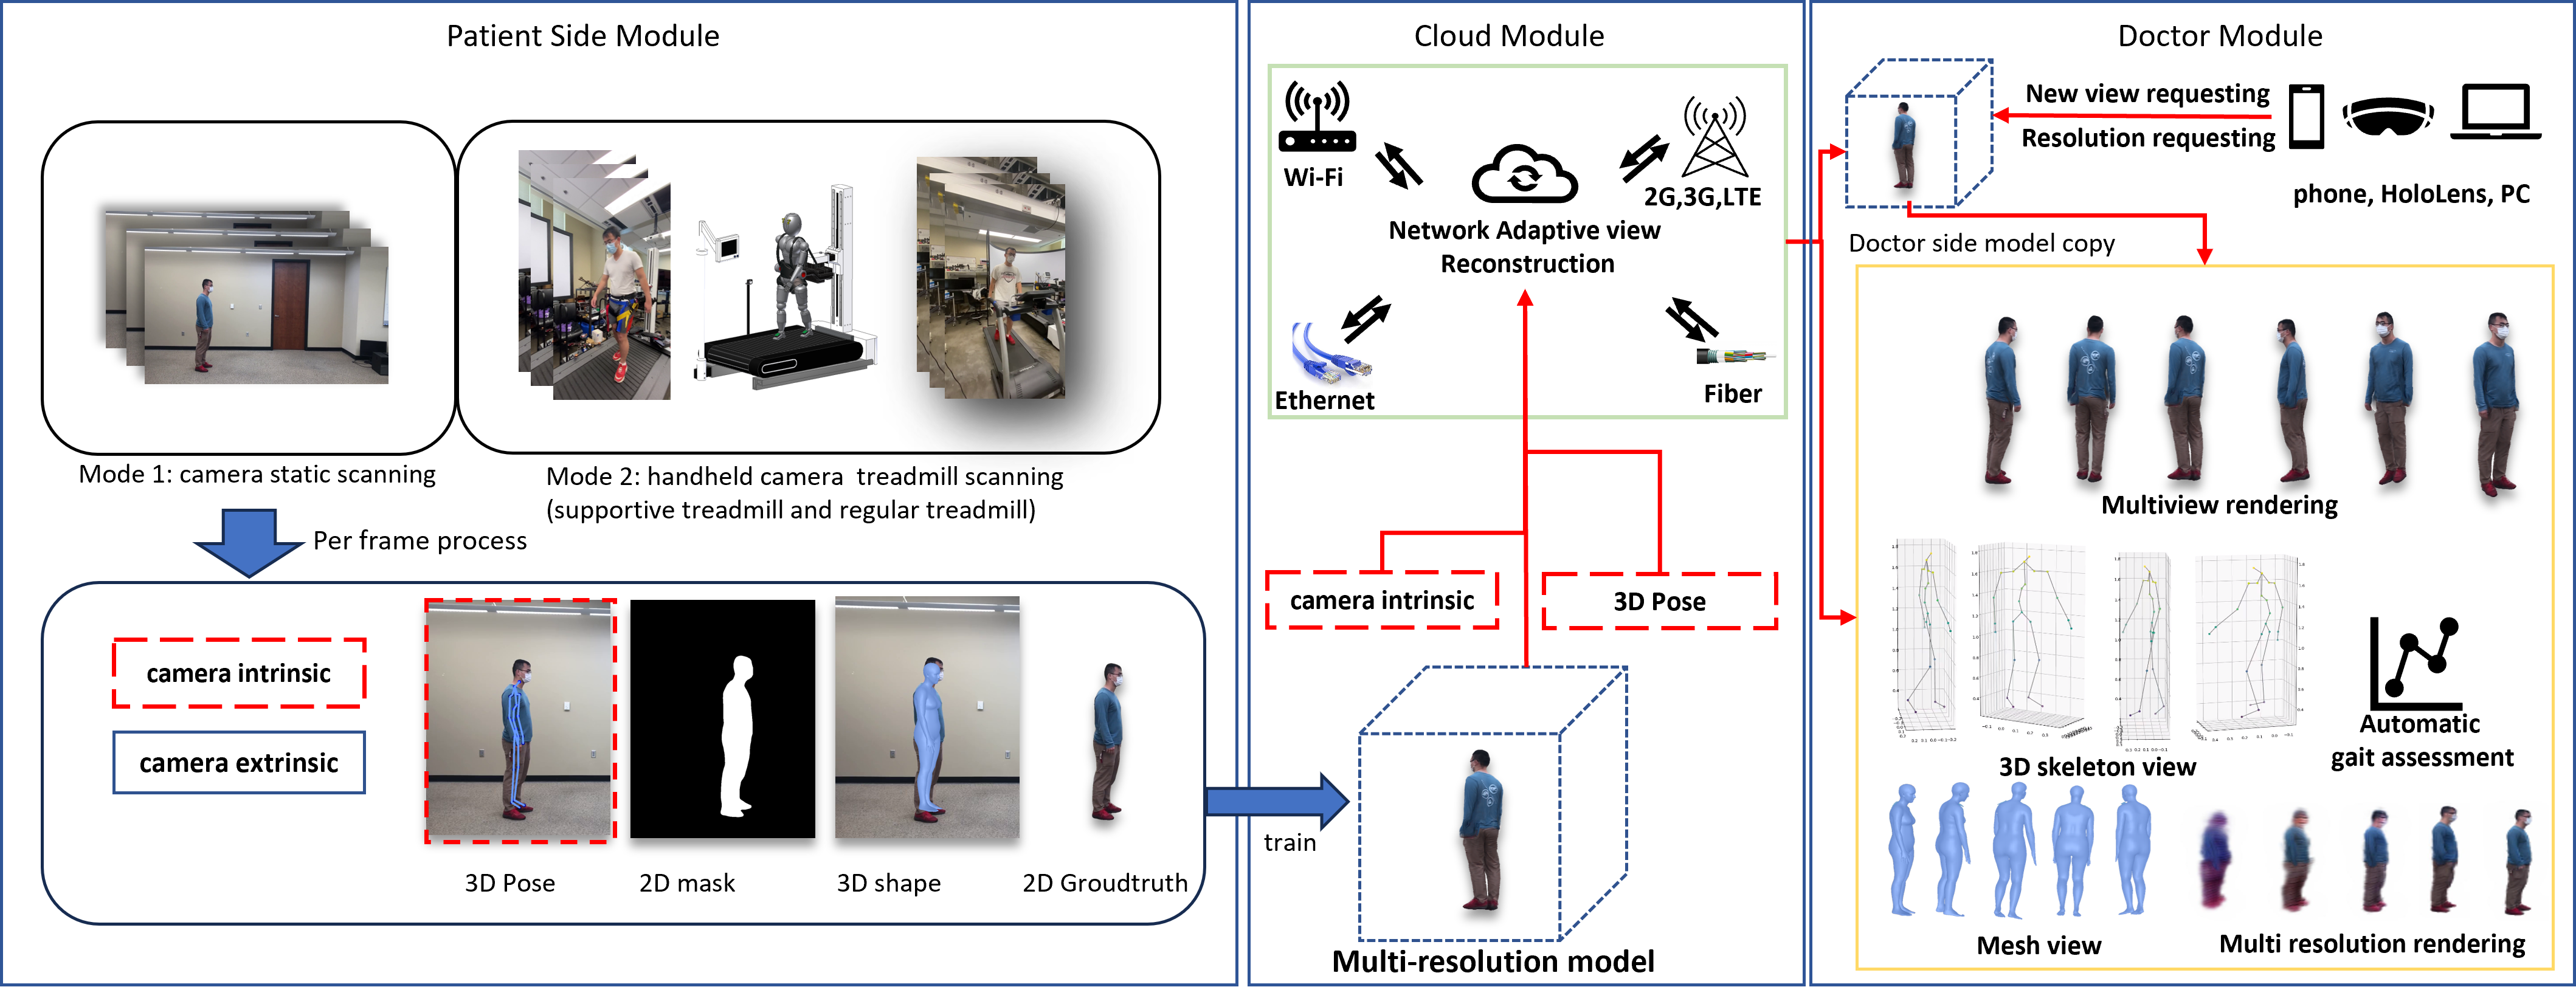 Patient Side Module
Mode 1: camera static scanning
Mode 2: handheld camera treadmill scanning
(supportive treadmill and regular treadmill)
Per frame process
camera intrinsic
camera extrinsic
3D Pose
2D mask
3D shape
2D Groudtruth
train
Cloud Module
Wi-Fi
2G,3G,LTE
Network Adaptive view
Reconstruction
Ethernet
Fiber
camera intrinsic
3D Pose
Multi-resolution model
Doctor Module
New view requesting
Resolution requesting
phone, HoloLens, PC
Doctor side model copy
Multiview rendering
3D skeleton view
Automatic
gait assessment
Mesh view
Multi resolution rendering